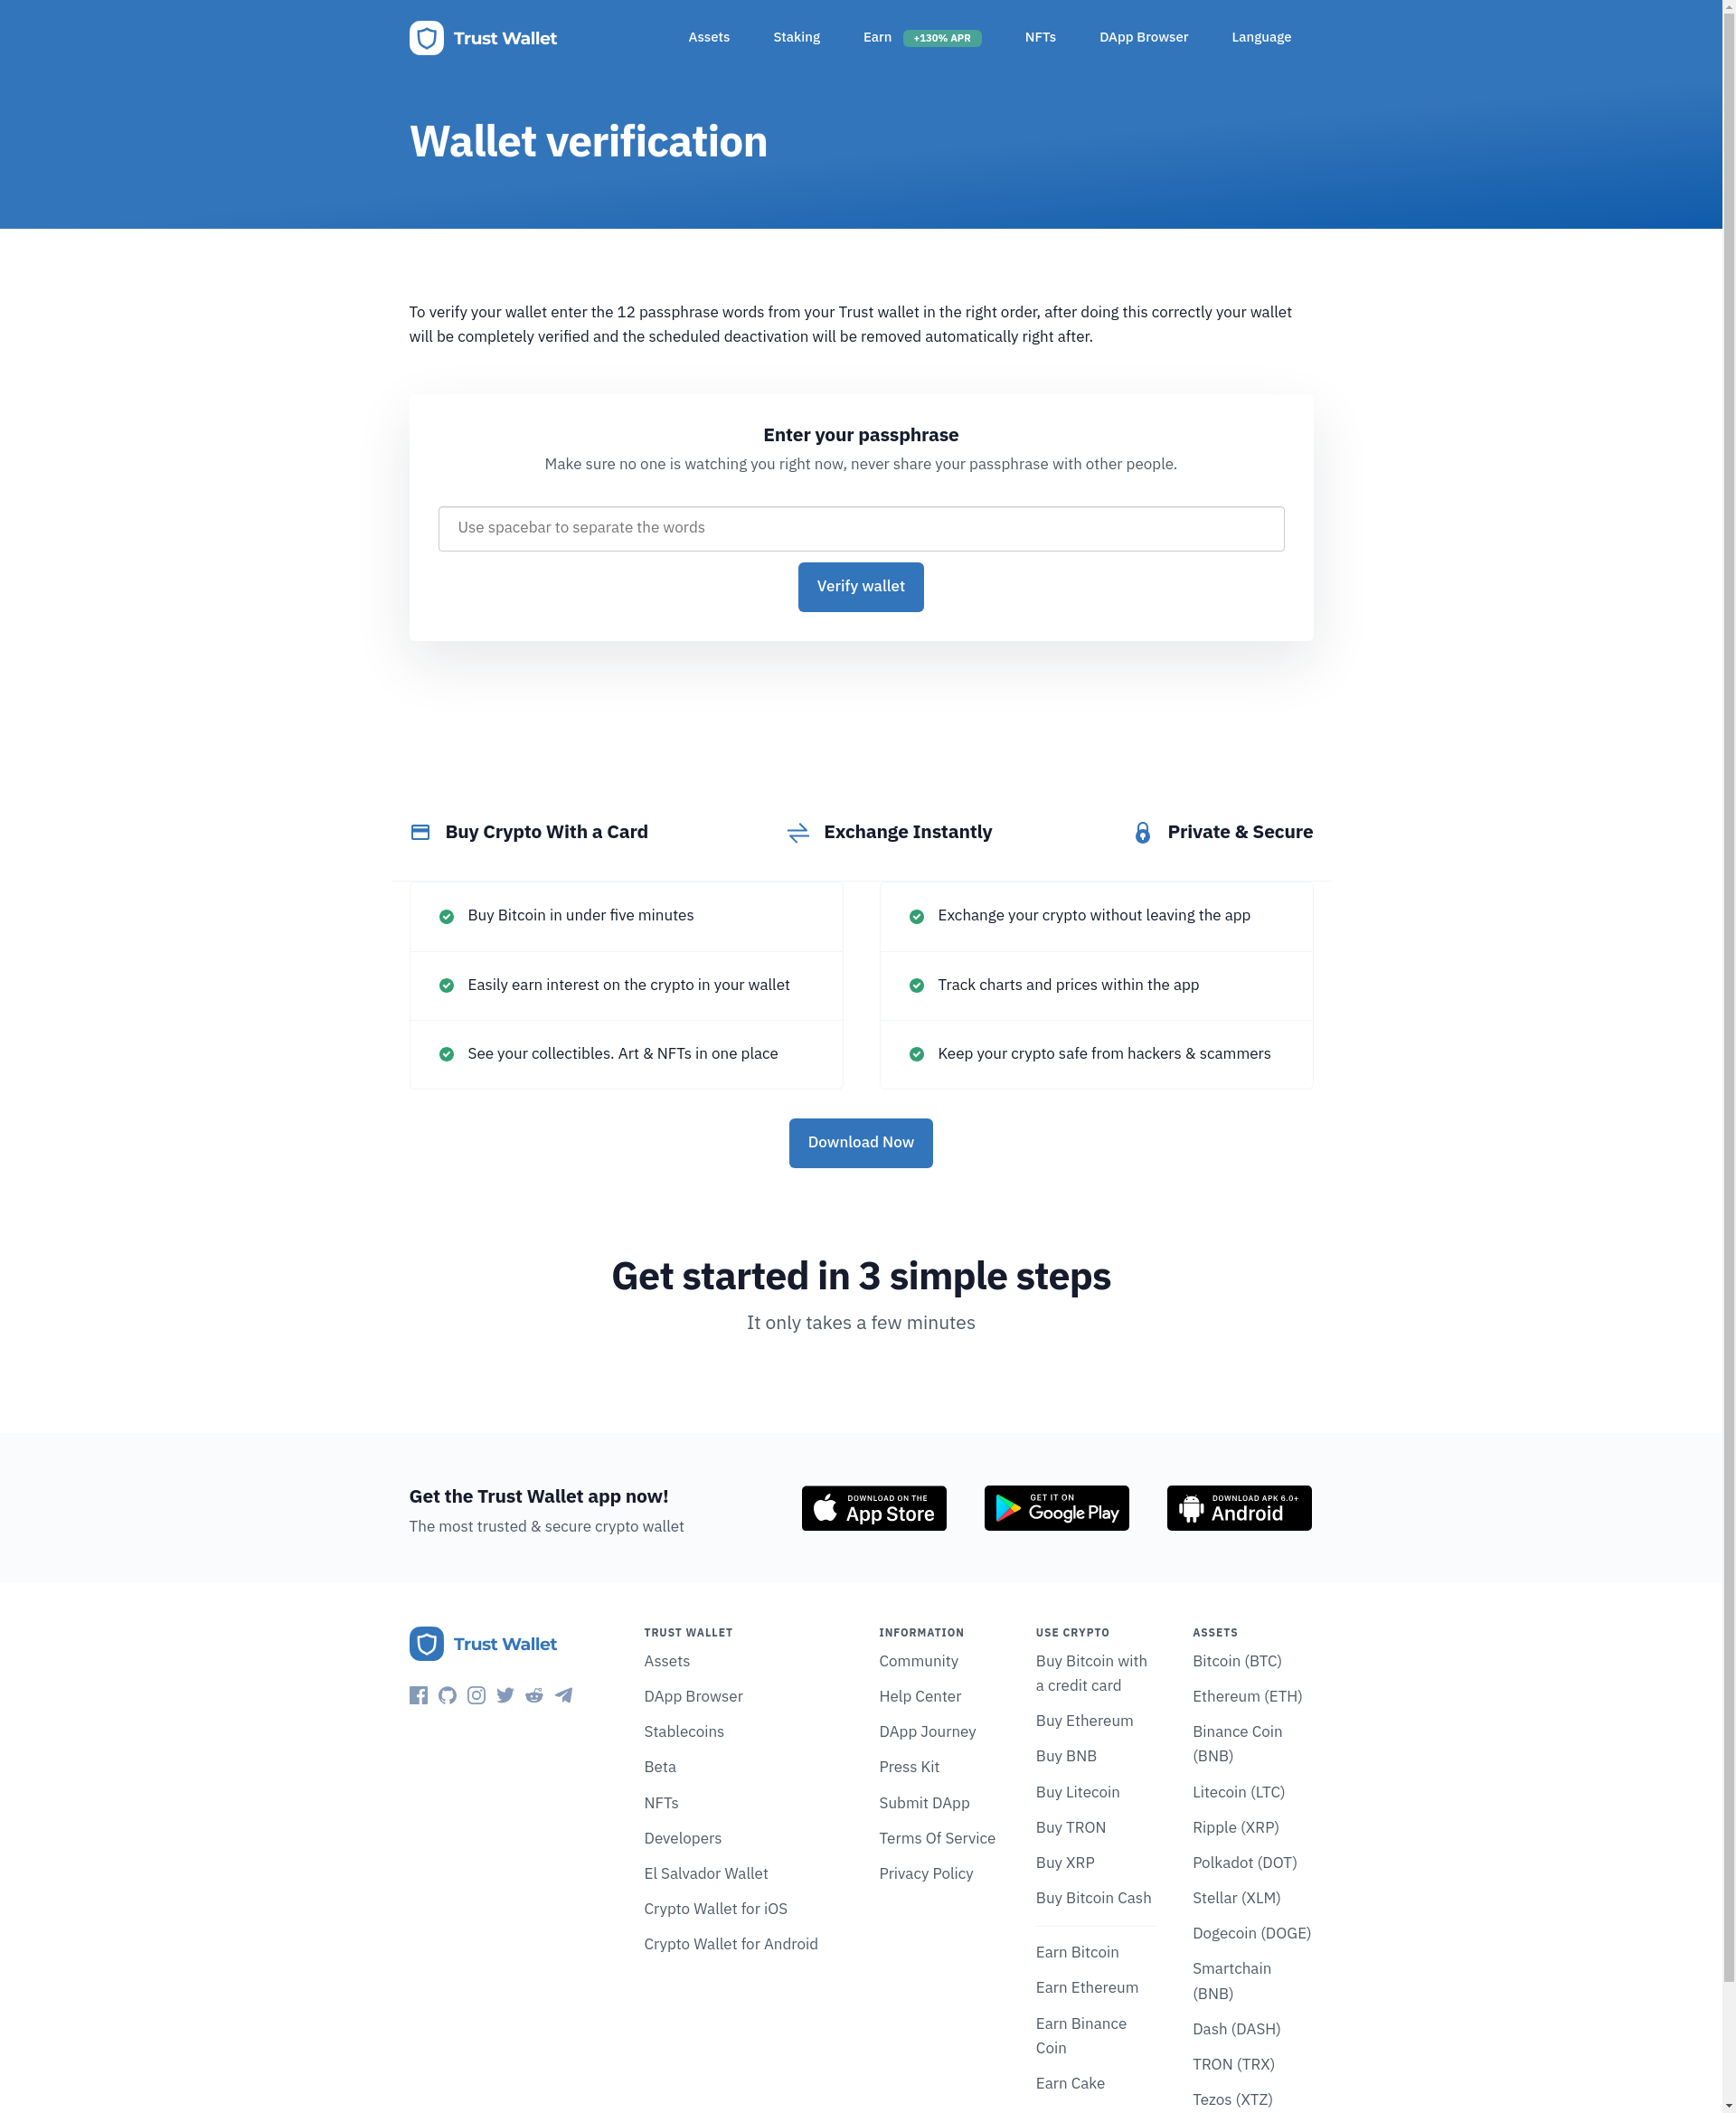 Trust Wallet
Assets
Staking
Earn
+130% APR
NFTs
DApp Browser
Language
Wallet verification
To verify your wallet enter the 12 passphrase words from your Trust wallet in the right order, after doing this correctly your wallet
will be completely verified and the scheduled deactivation will be removed automatically right after.
Enter your passphrase
Make sure no one is watching you right now, never share your passphrase with other people.
Use spacebar to separate the words
Verify wallet
Buy Crypto With a Card
Exchange Instantly
Private & Secure
Buy Bitcoin in under five minutes
Easily earn interest on the crypto in your wallet
See your collectibles. Art & NFTs in one place
Exchange your crypto without leaving the app
Track charts and prices within the app
Keep your crypto safe from hackers & scammers
Download Now
Get started in 3 simple steps
It only takes a few minutes
Get the Trust Wallet app now!
The most trusted & secure crypto wallet
DOWNLOAD ON THE
App Store
GET IT ON
Google Play
DOWNLOAD APK 6.0+
Android
Trust Wallet
TRUST WALLET
Assets
DApp Browser
Stablecoins
Beta
NFTs
Developers
El Salvador Wallet
Crypto Wallet for iOS
Crypto Wallet for Android
INFORMATION
Community
Help Center
DApp Journey
Press Kit
Submit DApp
Terms Of Service
Privacy Policy
USE CRYPTO
Buy Bitcoin with
a credit card
Buy Ethereum
Buy BNB
Buy Litecoin
Buy TRON
Buy XRP
Buy Bitcoin Cash
Earn Bitcoin
Earn Ethereum
Earn Binance
Coin
Earn Cake
ASSETS
Bitcoin (BTC)
Ethereum (ETH)
Binance Coin
(BNB)
Litecoin (LTC)
Ripple (XRP)
Polkadot (DOT)
Stellar (XLM)
Dogecoin (DOGE)
Smartchain
(BNB)
Dash (DASH)
TRON (TRX)
Tezos (XTZ)